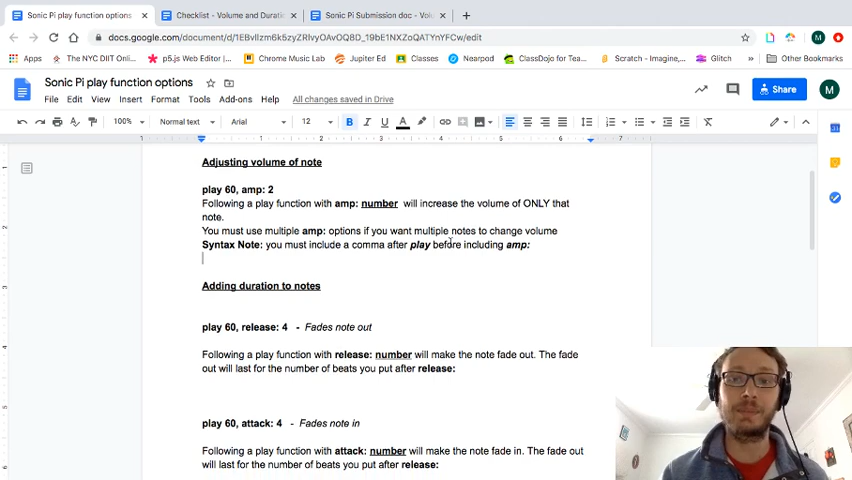 Sonic Pi play function options
Checklist - Volume and Duratio
Sonic Pi Submission doc - Volu
docs.google.com/document/d/1EBvIIzm6k5zyZRIvyOAvOQ8D_19bE1NXZoQATYnYFCw/edit
Apps
The NYC DIIT On...
p5.js Web Editor
Chrome Music Lab
Jupiter Ed
Classes
Nearpod
ClassDojo for Tea...
Scratch - Imagine,...
Glitch
Other Bookmarks
Sonic Pi play function options
File Edit View Insert Format Tools Add-ons Help All changes saved in Drive
Share
M
100% Normal text Arial 12
Adjusting volume of note
play 60, amp: 2
Following a play function with amp: number will increase the volume of ONLY that
note.
You must use multiple amp: options if you want multiple notes to change volume
Syntax Note: you must include a comma after play before including amp:
Adding duration to notes
play 60, release: 4 - Fades note out
Following a play function with release: number will make the note fade out. The fade
out will last for the number of beats you put after release:
play 60, attack: 4 - Fades note in
Following a play function with attack: number will make the note fade in. The fade out
will last for the number of beats you put after release: